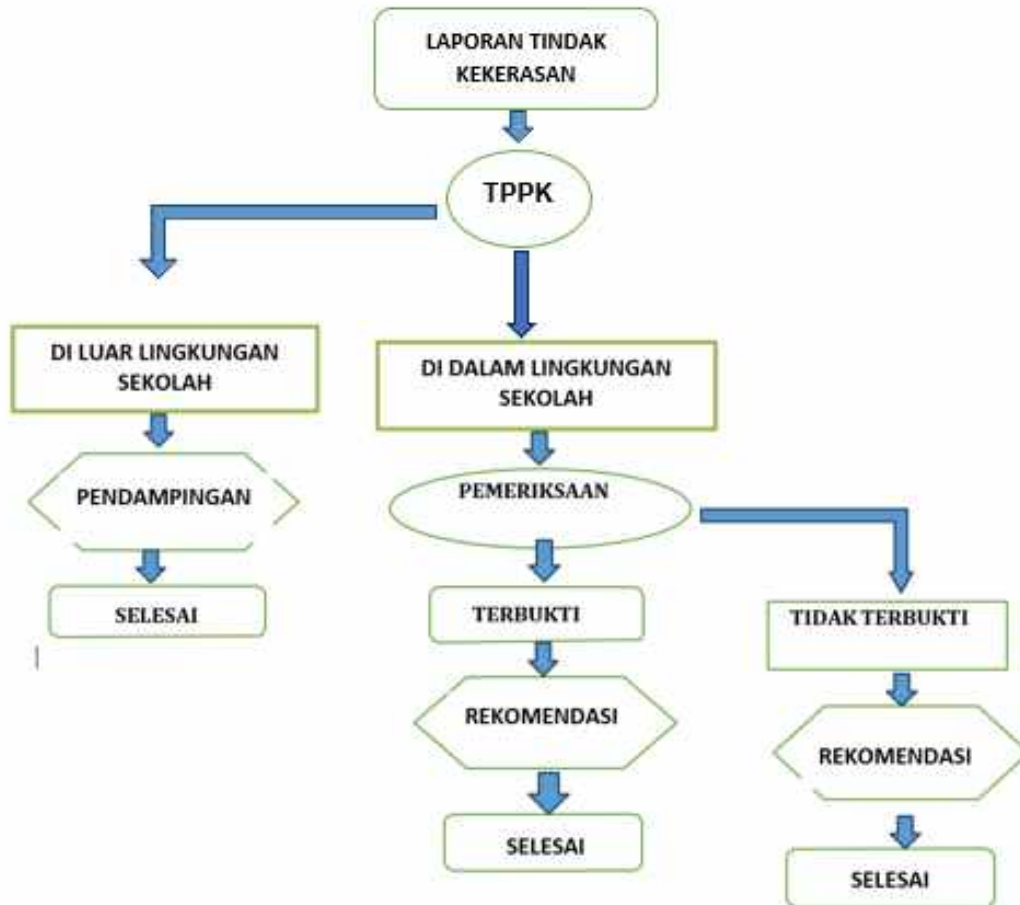 LAPORAN TINDAK
KEKERASAN
TPPK
DI LUAR LINGKUNGAN
SEKOLAH
PENDAMPINGAN
SELESAI
DI DALAM LINGKUNGAN
SEKOLAH
PEMERIKSAAN
TERBUKTI
REKOMENDASI
SELESAI
TIDAK TERBUKTI
REKOMENDASI
SELESAI